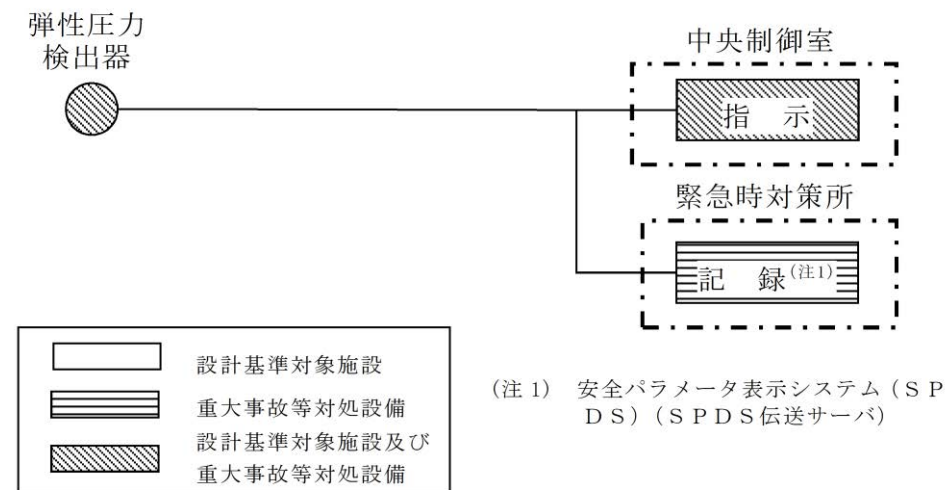 弾性圧力
検出器
中央制御室
指 示
緊急時対策所
記 録(注1)
設計基準対象施設
重大事故等対処設備
設計基準対象施設及び
重大事故等対処設備
(注1) 安全パラメータ表示システム(SP
DS)(SPDS伝送サーバ)